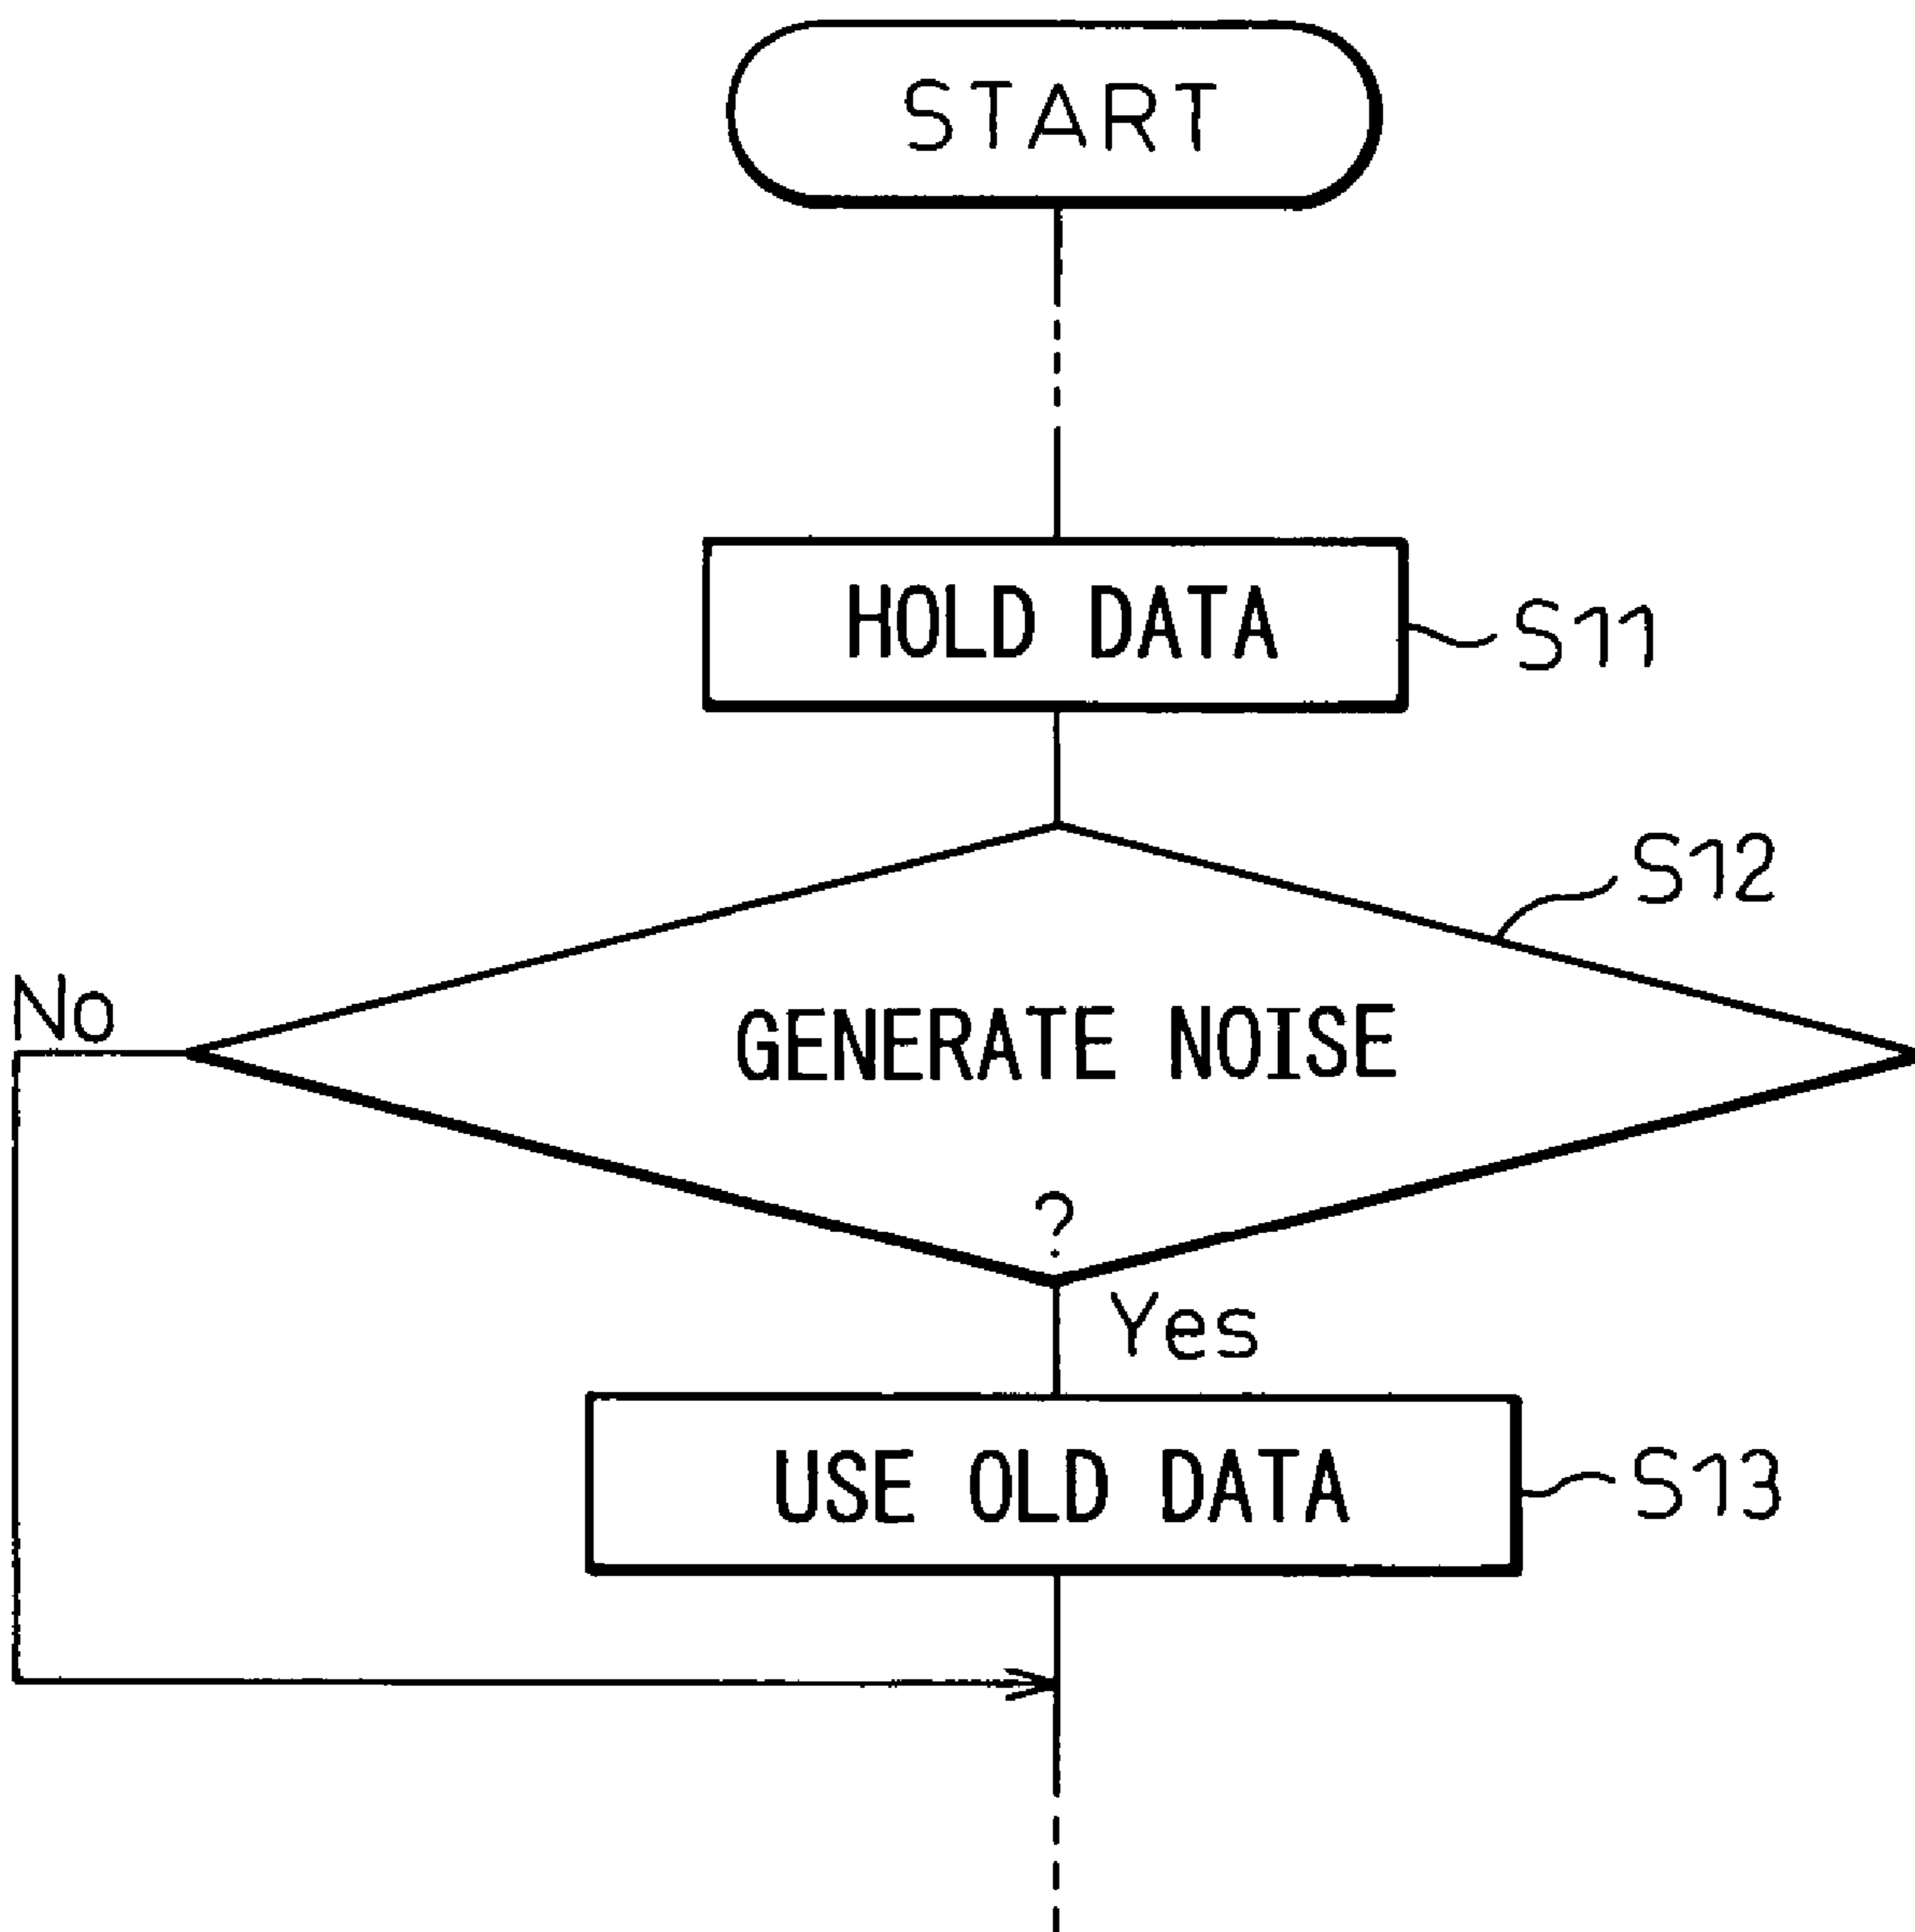 START
HOLD DATA
S11
S12
No
GENERATE NOISE
?
Yes
USE OLD DATA
S13